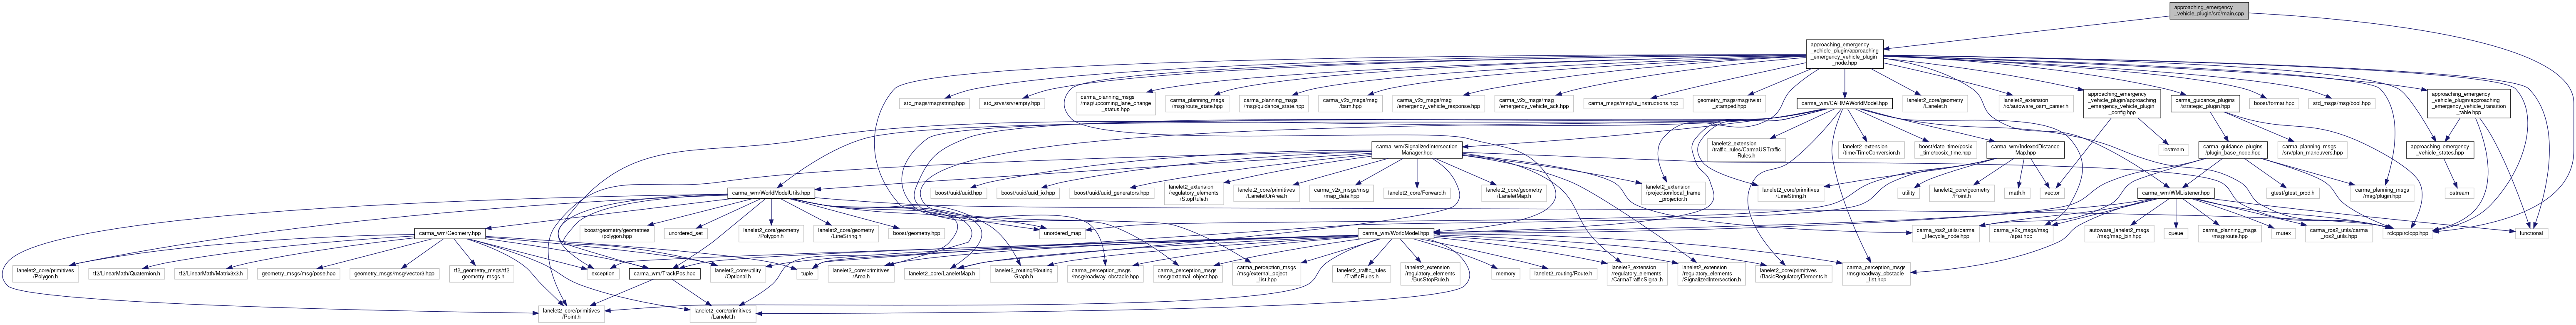 approaching_emergency
_vehicle_plugin/src/main.cpp
approaching_emergency
_vehicle_plugin/approaching
_emergency_vehicle_plugin
_node.hpp
std_msgs/msg/string.hpp
std_srvs/srv/empty.hpp
carma_planning_msgs
/msg/upcoming_lane_change
_status.hpp
carma_planning_msgs
/msg/route_state.hpp
carma_planning_msgs
/msg/guidance_state.hpp
carma_v2x_msgs/msg
/bsm.hpp
carma_v2x_msgs/msg
/emergency_vehicle_response.hpp
carma_v2x_msgs/msg
/emergency_vehicle_ack.hpp
carma_msgs/msg/ui_instructions.hpp
geometry_msgs/msg/twist
_stamped.hpp
carma_wm/CARMAWorldModel.hpp
lanelet2_core/geometry
/Lanelet.h
lanelet2_extension
/io/autoware_osm_parser.h
approaching_emergency
_vehicle_plugin/approaching
_emergency_vehicle_plugin
_config.hpp
carma_guidance_plugins
/strategic_plugin.hpp
boost/format.hpp
std_msgs/msg/bool.hpp
approaching_emergency
_vehicle_plugin/approaching
_emergency_vehicle_transition
_table.hpp
carma_wm/SignalizedIntersection
Manager.hpp
lanelet2_extension
/traffic_rules/CarmaUSTraffic
Rules.h
lanelet2_extension
/time/TimeConversion.h
boost/date_time/posix
_time/posix_time.hpp
carma_wm/IndexedDistance
Map.hpp
iostream
carma_guidance_plugins
/plugin_base_node.hpp
carma_planning_msgs
/srv/plan_maneuvers.hpp
approaching_emergency
_vehicle_states.hpp
carma_wm/WorldModelUtils.hpp
boost/uuid/uuid.hpp
boost/uuid/uuid_io.hpp
boost/uuid/uuid_generators.hpp
lanelet2_extension
/regulatory_elements
/StopRule.h
lanelet2_core/primitives
/LaneletOrArea.h
carma_v2x_msgs/msg
/map_data.hpp
lanelet2_core/Forward.h
lanelet2_core/geometry
/LaneletMap.h
lanelet2_extension
/projection/local_frame
_projector.h
lanelet2_core/primitives
/LineString.h
utility
lanelet2_core/geometry
/Point.h
math.h
vector
carma_wm/WMListener.hpp
gtest/gtest_prod.h
carma_planning_msgs
/msg/plugin.hpp
ostream
carma_wm/Geometry.hpp
boost/geometry/geometries
/polygon.hpp
unordered_set
lanelet2_core/geometry
/Polygon.h
lanelet2_core/geometry
/LineString.h
boost/geometry.hpp
unordered_map
carma_wm/WorldModel.hpp
carma_ros2_utils/carma
_lifecycle_node.hpp
carma_v2x_msgs/msg
/spat.hpp
autoware_lanelet2_msgs
/msg/map_bin.hpp
queue
carma_planning_msgs
/msg/route.hpp
mutex
carma_ros2_utils/carma
_ros2_utils.hpp
rclcpp/rclcpp.hpp
functional
lanelet2_core/primitives
/Polygon.h
tf2/LinearMath/Quaternion.h
tf2/LinearMath/Matrix3x3.h
geometry_msgs/msg/pose.hpp
geometry_msgs/msg/vector3.hpp
tf2_geometry_msgs/tf2
_geometry_msgs.h
exception
carma_wm/TrackPos.hpp
lanelet2_core/utility
/Optional.h
tuple
lanelet2_core/primitives
/Area.h
lanelet2_core/LaneletMap.h
lanelet2_routing/Routing
Graph.h
carma_perception_msgs
/msg/roadway_obstacle.hpp
carma_perception_msgs
/msg/external_object.hpp
carma_perception_msgs
/msg/external_object
_list.hpp
lanelet2_traffic_rules
/TrafficRules.h
lanelet2_extension
/regulatory_elements
/BusStopRule.h
memory
lanelet2_routing/Route.h
lanelet2_extension
/regulatory_elements
/CarmaTrafficSignal.h
lanelet2_extension
/regulatory_elements
/SignalizedIntersection.h
lanelet2_core/primitives
/BasicRegulatoryElements.h
carma_perception_msgs
/msg/roadway_obstacle
_list.hpp
lanelet2_core/primitives
/Point.h
lanelet2_core/primitives
/Lanelet.h